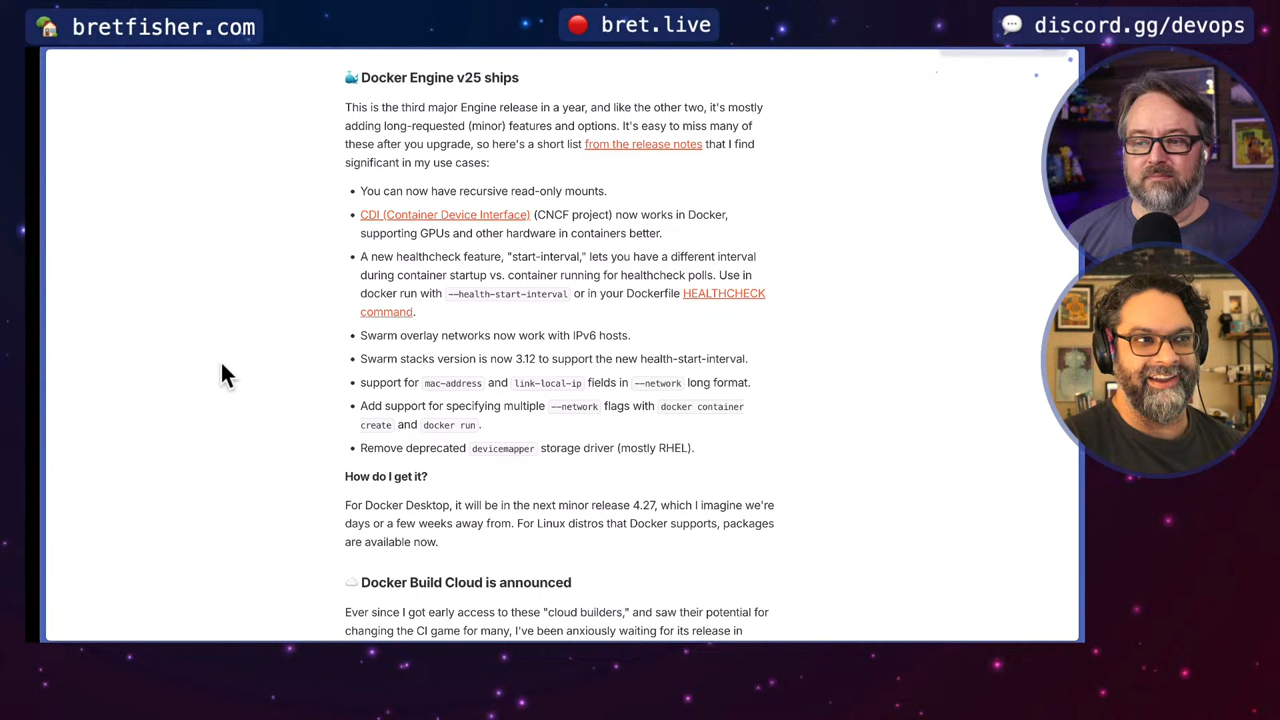 bretfisher.com
bret.live
discord.gg/devops
Docker Engine v25 ships
This is the third major Engine release in a year, and like the other two, it's mostly
adding long-requested (minor) features and options. It's easy to miss many of
these after you upgrade, so here's a short list from the release notes that I find
significant in my use cases:
• You can now have recursive read-only mounts.
• CDI (Container Device Interface) (CNCF project) now works in Docker,
supporting GPUs and other hardware in containers better.
• A new healthcheck feature, "start-interval," lets you have a different interval
during container startup vs. container running for healthcheck polls. Use in
docker run with --health-start-interval or in your Dockerfile HEALTHCHECK
command.
• Swarm overlay networks now work with IPv6 hosts.
• Swarm stacks version is now 3.12 to support the new health-start-interval.
• support for mac-address and link-local-ip fields in --network long format.
• Add support for specifying multiple --network flags with docker container
create and docker run.
• Remove deprecated devicemapper storage driver (mostly RHEL).
How do I get it?
For Docker Desktop, it will be in the next minor release 4.27, which I imagine we're
days or a few weeks away from. For Linux distros that Docker supports, packages
are available now.
Docker Build Cloud is announced
Ever since I got early access to these "cloud builders," and saw their potential for
changing the CI game for many, I've been anxiously waiting for its release in